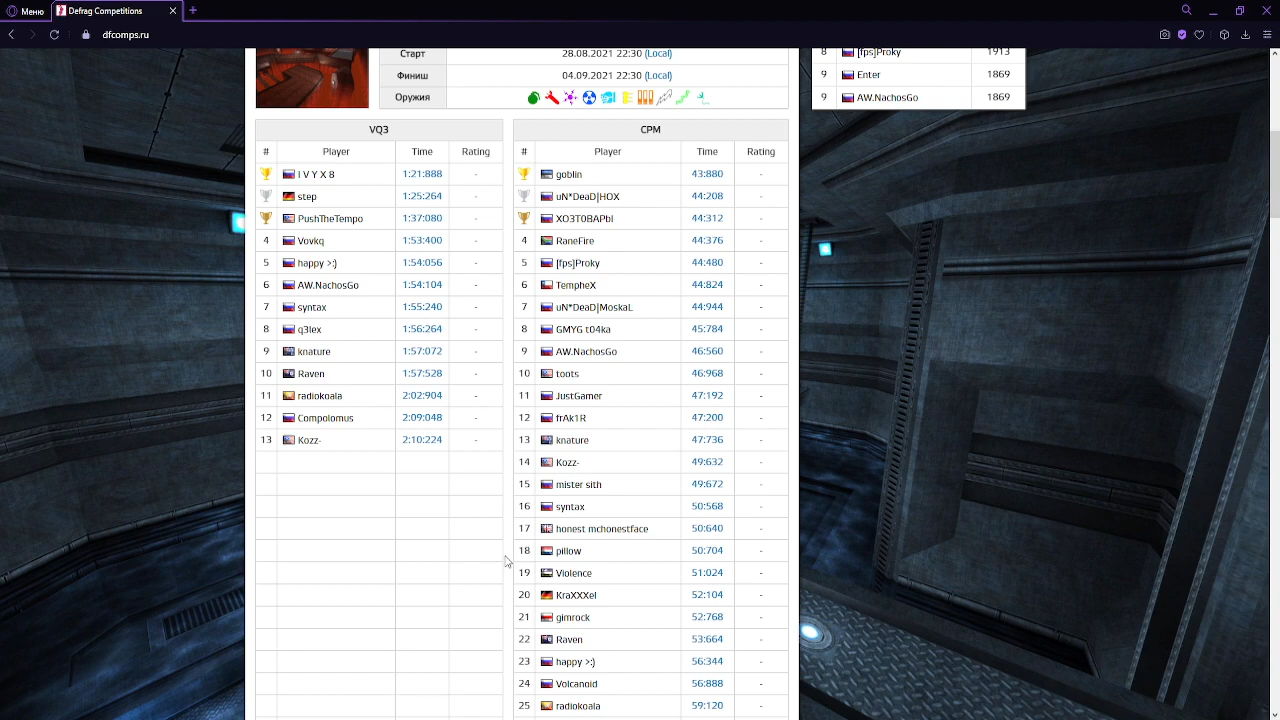 Меню
Defrag Competitions
dfcomps.ru
Старт 28.08.2021 22:30 (Local)
Финиш 04.09.2021 22:30 (Local)
Оружия
8 [fps]Proky 1913
9 Enter 1869
9 AW.NachosGo 1869
VQ3
# Player Time Rating
I V Y X 8 1:21:888 -
step 1:25:264 -
PushTheTempo 1:37:080 -
4 Vovkq 1:53:400 -
5 happy >:) 1:54:056 -
6 AW.NachosGo 1:54:104 -
7 syntax 1:55:240 -
8 q3lex 1:56:264 -
9 knature 1:57:072 -
10 Raven 1:57:528 -
11 radiokoala 2:02:904 -
12 Compolomus 2:09:048 -
13 Kozz- 2:10:224 -
CPM
# Player Time Rating
goblin 43:880 -
uN*DeaD|HOX 44:208 -
XO3T0BAPbI 44:312 -
4 RaneFire 44:376 -
5 [fps]Proky 44:480 -
6 TempheX 44:824 -
7 uN*DeaD|MoskaL 44:944 -
8 GMYG t04ka 45:784 -
9 AW.NachosGo 46:560 -
10 toots 46:968 -
11 JustGamer 47:192 -
12 frAk1R 47:200 -
13 knature 47:736 -
14 Kozz- 49:632 -
15 mister sith 49:672 -
16 syntax 50:568 -
17 honest mchonestface 50:640 -
18 pillow 50:704 -
19 Violence 51:024 -
20 KraXXXel 52:104 -
21 gimrock 52:768 -
22 Raven 53:664 -
23 happy >:) 56:344 -
24 Volcanoid 56:888 -
25 radiokoala 59:120 -